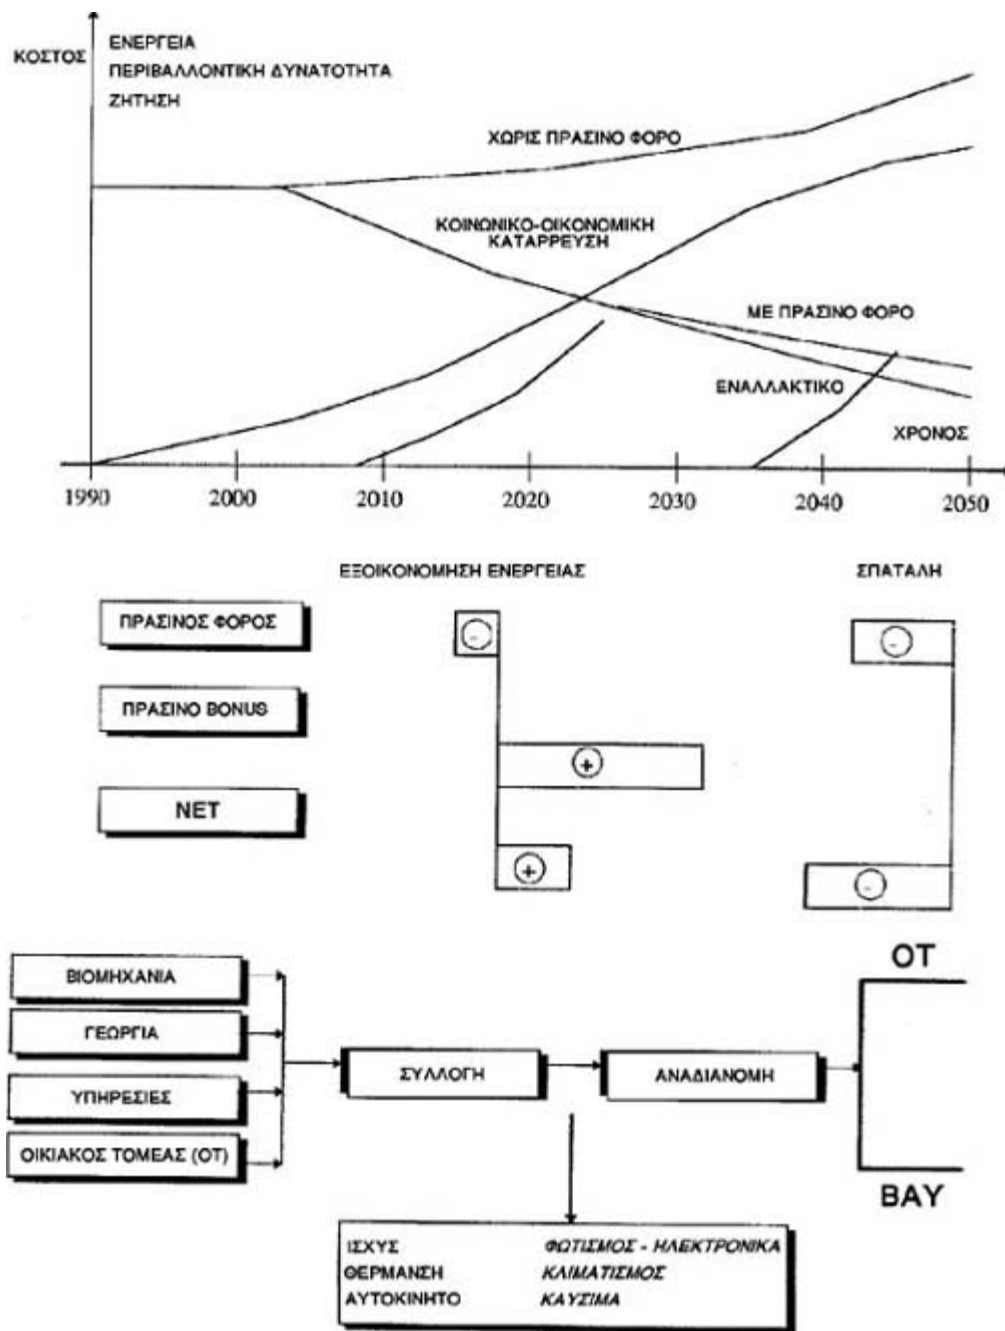 ΚΟΣΤΟΣ
ΕΝΕΡΓΕΙΑ
ΠΕΡΙΒΑΛΛΟΝΤΙΚΗ ΔΥΝΑΤΟΤΗΤΑ
ΖΗΤΗΣΗ
ΧΩΡΙΣ ΠΡΑΣΙΝΟ ΦΟΡΟ
ΚΟΙΝΩΝΙΚΟ-ΟΙΚΟΝΟΜΙΚΗ
ΚΑΤΑΡΡΕΥΣΗ
ΜΕ ΠΡΑΣΙΝΟ ΦΟΡΟ
ΕΝΑΛΛΑΚΤΙΚΟ
ΧΡΟΝΟΣ
1990 2000 2010 2020 2030 2040 2050
ΕΞΟΙΚΟΝΟΜΗΣΗ ΕΝΕΡΓΕΙΑΣ
ΣΠΑΤΑΛΗ
ΠΡΑΣΙΝΟΣ ΦΟΡΟΣ
-
-
ΠΡΑΣΙΝΟ BONUS
+
ΝΕΤ
+
-
ΒΙΟΜΗΧΑΝΙΑ
ΓΕΩΡΓΙΑ
ΥΠΗΡΕΣΙΕΣ
ΟΙΚΙΑΚΟΣ ΤΟΜΕΑΣ (ΟΤ)
ΣΥΛΛΟΓΗ
ΑΝΑΔΙΑΝΟΜΗ
ΟΤ
ΒΑΥ
ΙΣΧΥΣ ΦΩΤΙΣΜΟΣ - ΗΛΕΚΤΡΟΝΙΚΑ
ΘΕΡΜΑΝΣΗ ΚΛΙΜΑΤΙΣΜΟΣ
ΑΥΤΟΚΙΝΗΤΟ ΚΑΥΣΙΜΑ